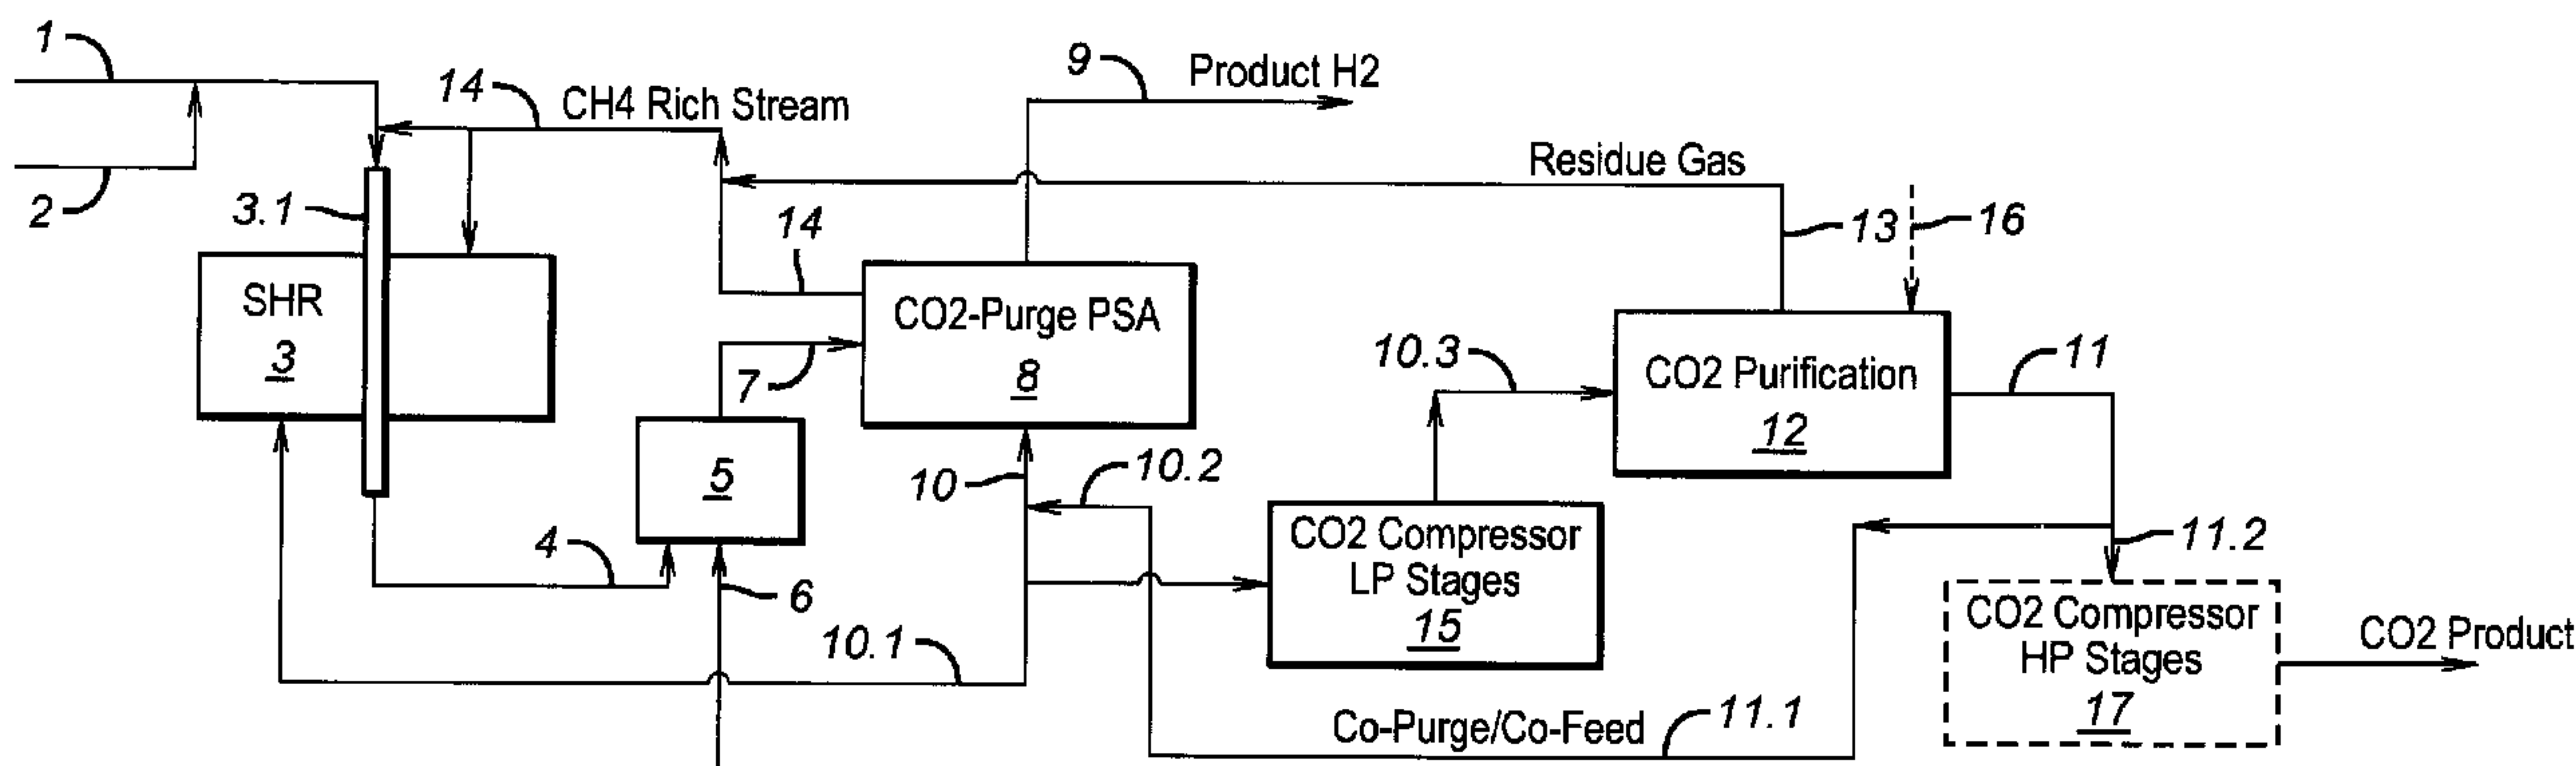 1
14
CH4 Rich Stream
9
Product H2
2
3.1
Residue Gas
14
13
16
SHR
3
CO2-Purge PSA
8
7
10.3
CO2 Purification
12
11
5
10
10.2
4
6
CO2 Compressor
LP Stages
15
11.2
10.1
CO2 Compressor
HP Stages
17
CO2 Product
Co-Purge/Co-Feed
11.1